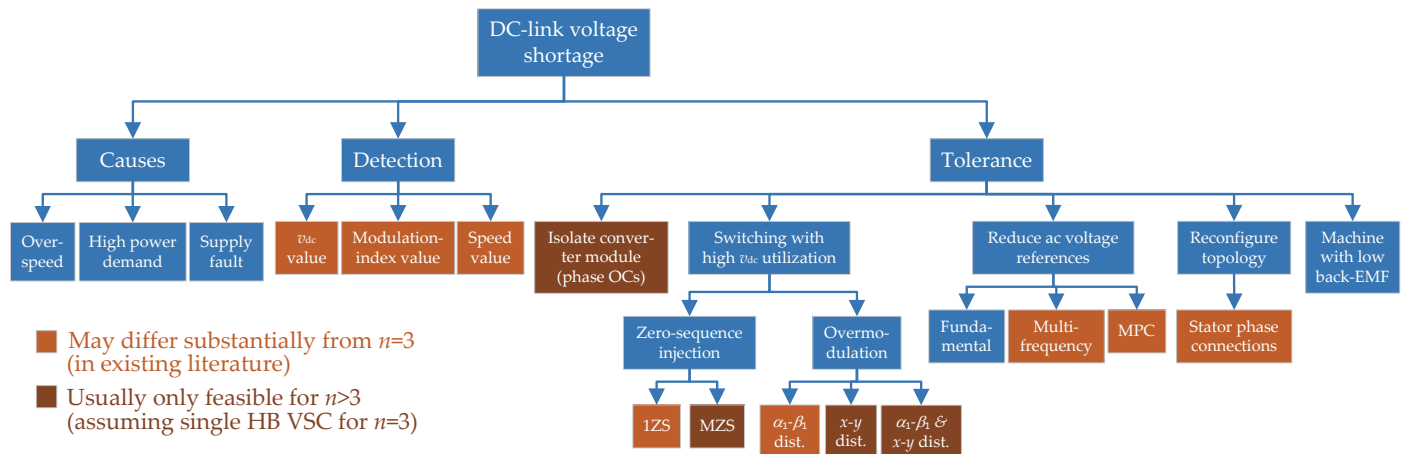 DC-link voltage
shortage
Causes
Detection
Tolerance
Over-
speed
High power
demand
Supply
fault
vdc
value
Modulation-
index value
Speed
value
Isolate conver-
ter module
(phase OCs)
Switching with
high vdc utilization
Reduce ac voltage
references
Reconfigure
topology
Machine
with low
back-EMF
Zero-sequence
injection
Overmo-
dulation
Funda-
mental
Multi-
frequency
MPC
Stator phase
connections
1ZS
MZS
α1-β1
dist.
x-y
dist.
α1-β1 &
x-y dist.
May differ substantially from n=3
(in existing literature)
Usually only feasible for n>3
(assuming single HB VSC for n=3)